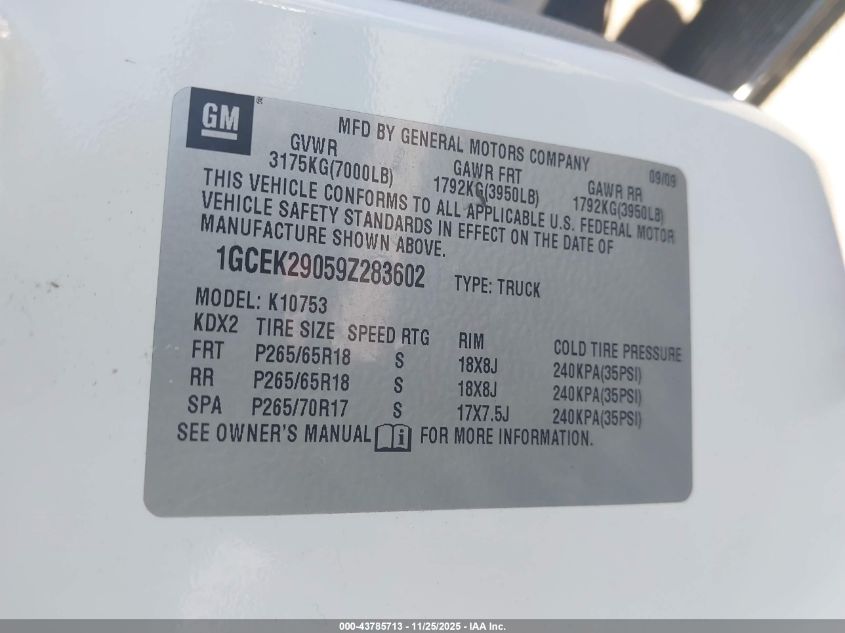 GM ®
MFD BY GENERAL MOTORS COMPANY
GVWR GAWR FRT GAWR RR 09/09
3175KG(7000LB) 1792KG(3950LB) 1792KG(3950LB)
THIS VEHICLE CONFORMS TO ALL APPLICABLE U.S. FEDERAL MOTOR
VEHICLE SAFETY STANDARDS IN EFFECT ON THE DATE OF
MANUFACTURE SHOWN ABOVE.
1GCEK29059Z283602 TYPE: TRUCK
MODEL: K10753
KDX2 TIRE SIZE SPEED RTG RIM COLD TIRE PRESSURE
FRT P265/65R18 S 18X8J 240KPA(35PSI)
RR P265/65R18 S 18X8J 240KPA(35PSI)
SPA P265/70R17 S 17X7.5J 240KPA(35PSI)
SEE OWNER'S MANUAL i FOR MORE INFORMATION.
000-43785713 - 11/25/2025 - IAA Inc.